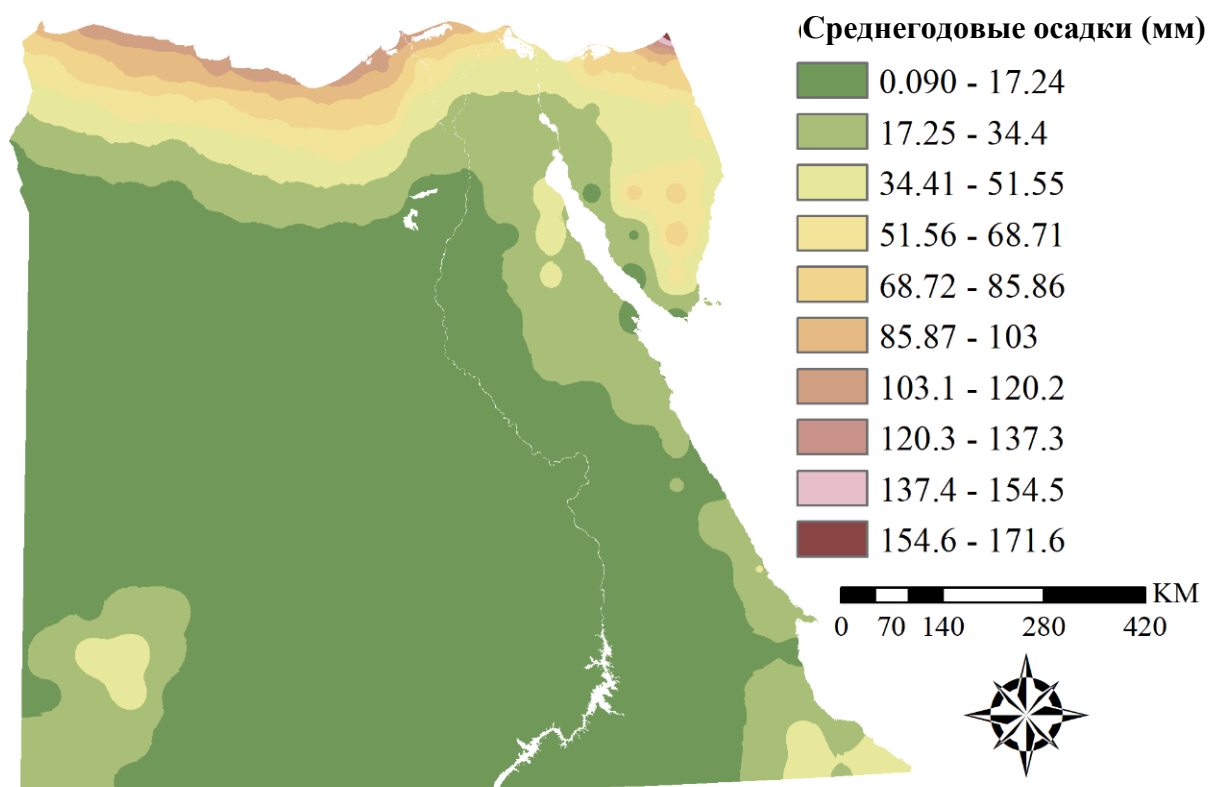 (Среднегодовые осадки (мм)
0.090 - 17.24
17.25 - 34.4
34.41 - 51.55
51.56 - 68.71
68.72 - 85.86
85.87 - 103
103.1 - 120.2
120.3 - 137.3
137.4 - 154.5
154.6 - 171.6
KM
0 70 140 280 420